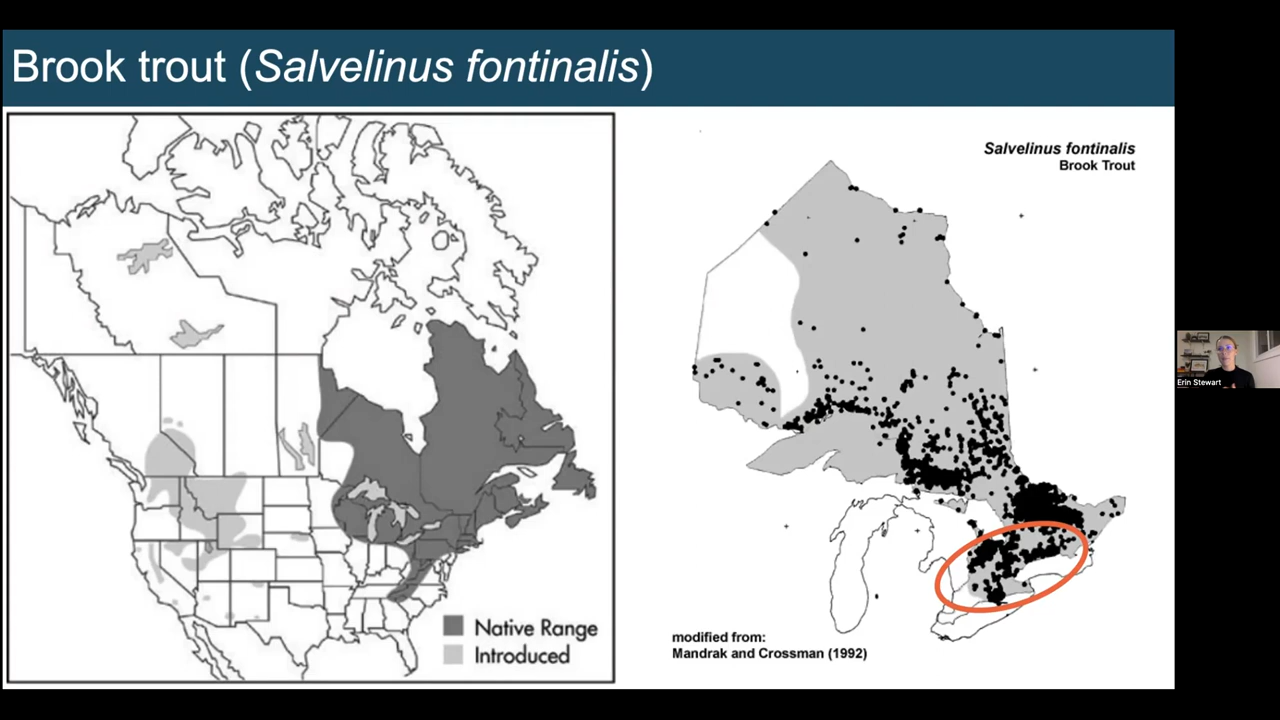 Brook trout (Salvelinus fontinalis)
Native Range
Introduced
Salvelinus fontinalis
Brook Trout
modified from:
Mandrak and Crossman (1992)
Erin Stewart